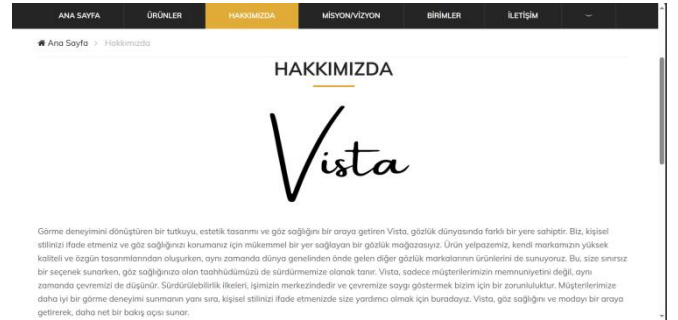 ANA SAYFA ÜRÜNLER HAKKIMIZDA MİSYON/VİZYON BİRİMLER İLETİŞİM
Ana Sayfa > Hakkımızda
HAKKIMIZDA
Vista
Görme deneyimini dönüştüren bir tutkuyu, estetik tasarımı ve göz sağlığını bir araya getiren Vista, gözlük dünyasında farklı bir yere sahiptir. Biz, kişisel
stilinizi ifade etmeniz ve göz sağlığınızı korumanız için mükemmel bir yer sağlayan bir gözlük mağazasıyız. Ürün yelpazemiz, kendi markamızın yüksek
kaliteli ve özgün tasarımlarından oluşurken, aynı zamanda dünya genelinden önde gelen diğer gözlük markalarının ürünlerini de sunuyoruz. Bu, size sınırsız
bir seçenek sunarken, göz sağlığınıza olan taahhüdümüzü de sürdürmemize olanak tanır. Vista, sadece müşterilerimizin memnuniyetini değil, aynı
zamanda çevremizi de düşünür. Sürdürülebilirlik ilkeleri, işimizin merkezindedir ve çevremize saygı göstermek bizim için bir zorunluluktur. Müşterilerimize
daha iyi bir görme deneyimi sunmanın yanı sıra, kişisel stilinizi ifade etmenizde size yardımcı olmak için buradayız. Vista, göz sağlığını ve modayı bir araya
getirerek, daha net bir bakış açısı sunar.